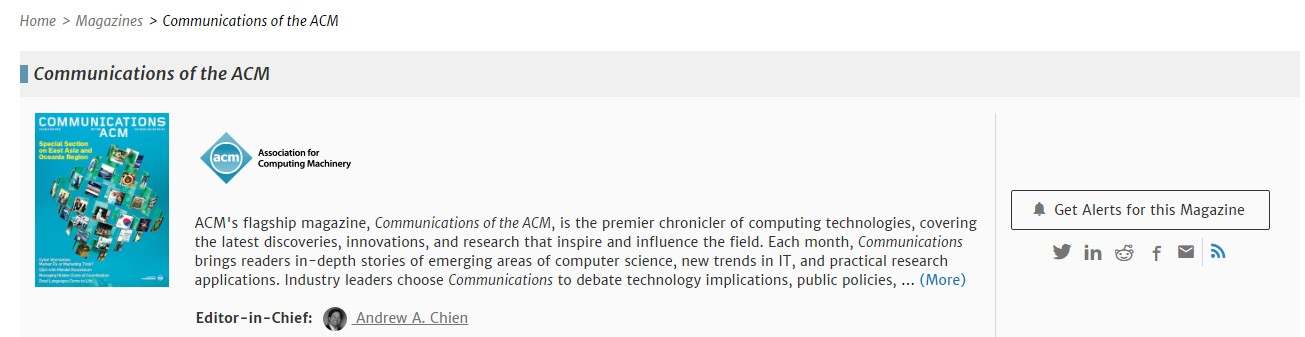 Home > Magazines > Communications of the ACM
Communications of the ACM
COMMUNICATIONS
ACM
Special Section
on East Asia and
Oceania Region
acm
Association for
Computing Machinery
ACM's flagship magazine, Communications of the ACM, is the premier chronicler of computing technologies, covering
the latest discoveries, innovations, and research that inspire and influence the field. Each month, Communications
brings readers in-depth stories of emerging areas of computer science, new trends in IT, and practical research
applications. Industry leaders choose Communications to debate technology implications, public policies, ... (More)
Editor-in-Chief: Andrew A. Chien
Get Alerts for this Magazine